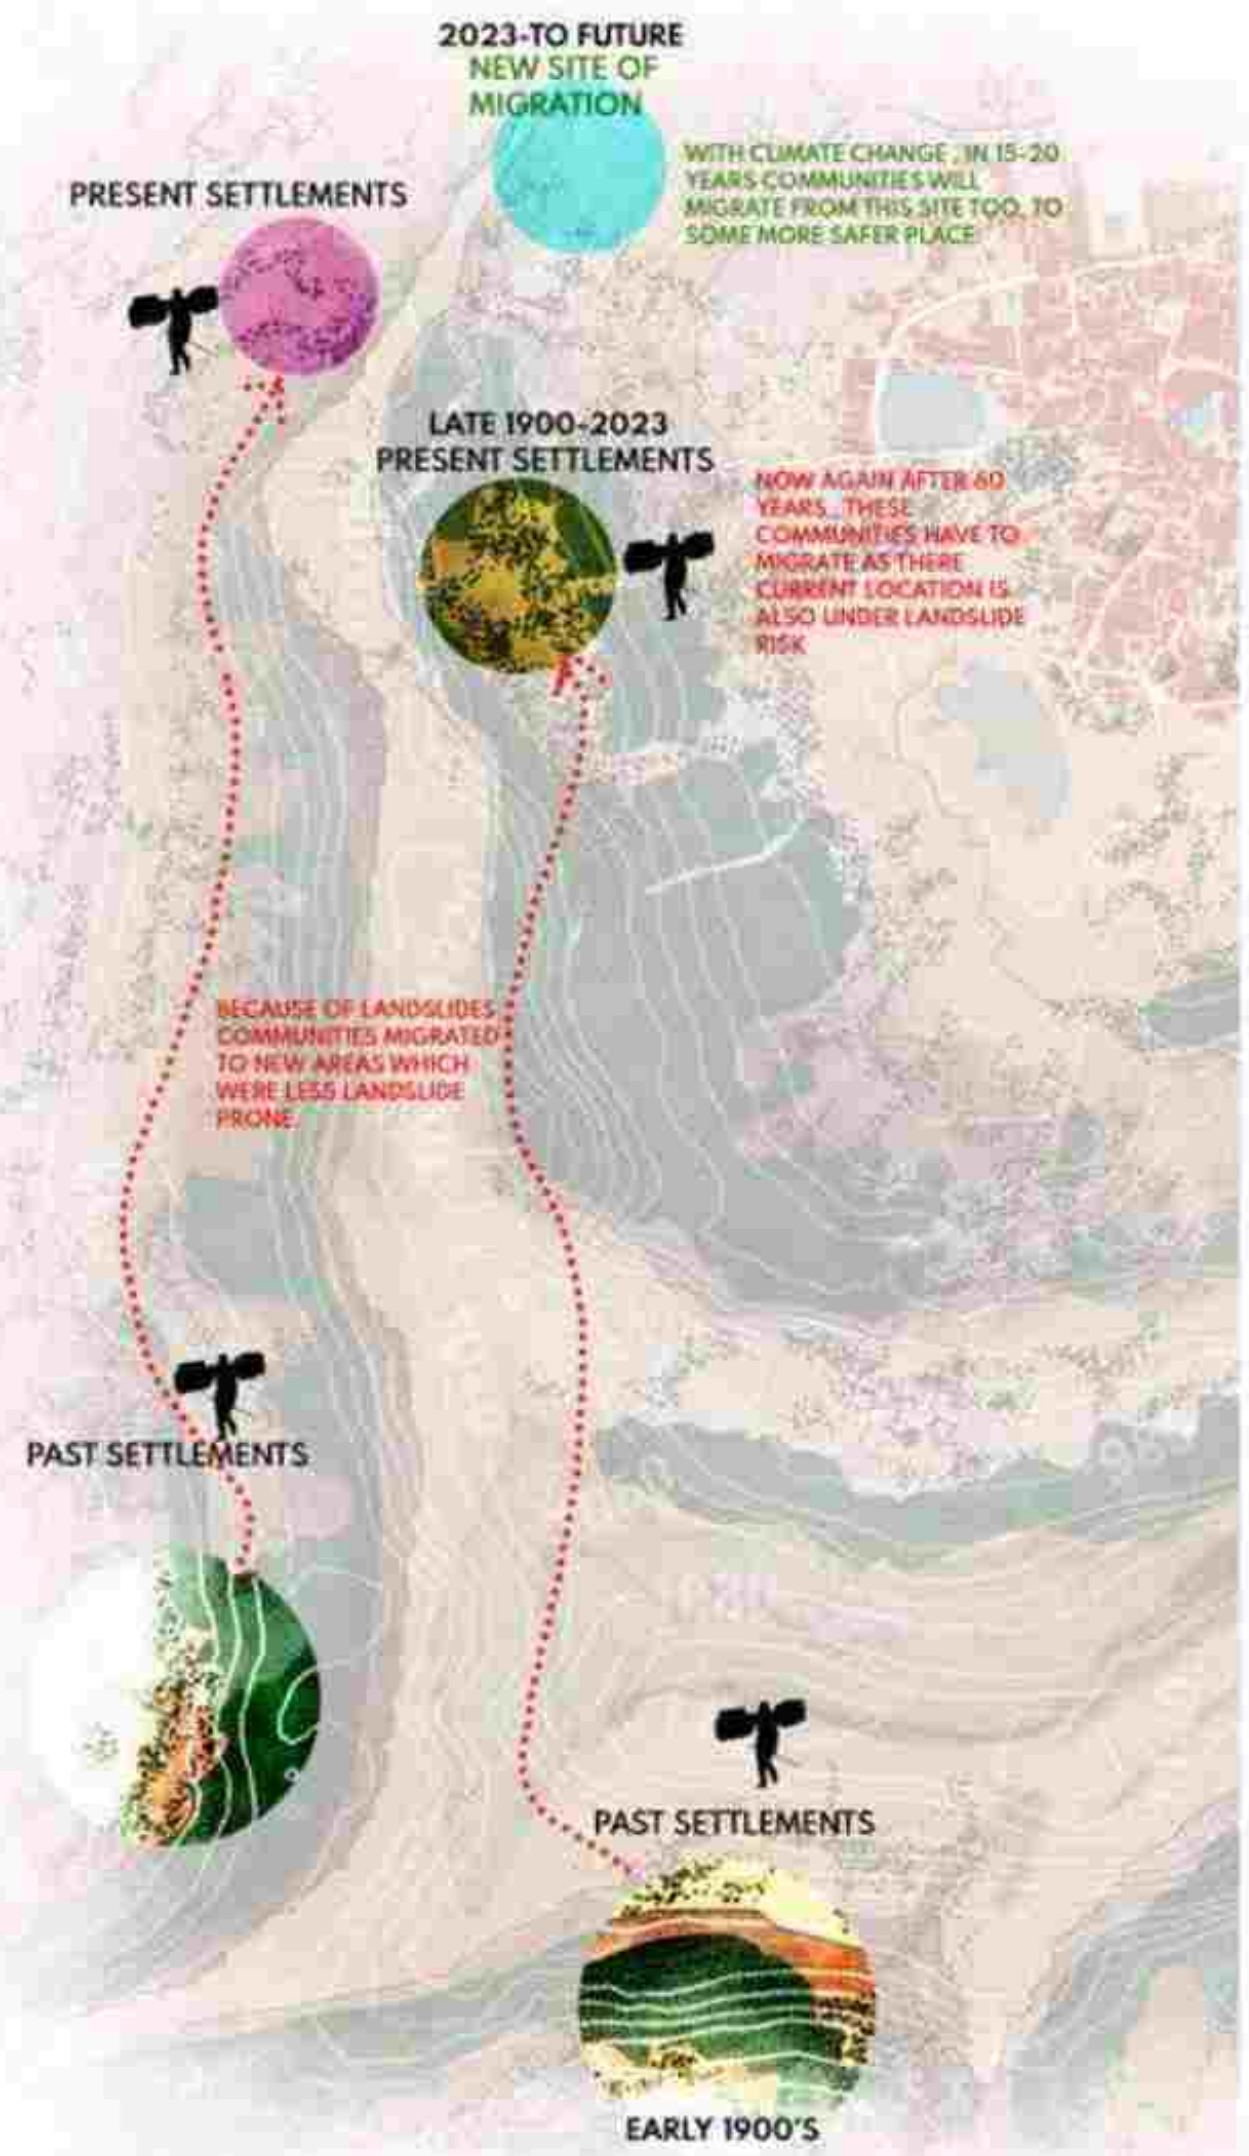 2023-TO FUTURE
NEW SITE OF
MIGRATION
WITH CLIMATE CHANGE , IN 15-20
YEARS COMMUNITIES WILL
MIGRATE FROM THIS SITE TOO, TO
SOME MORE SAFER PLACE.
PRESENT SETTLEMENTS
LATE 1900-2023
PRESENT SETTLEMENTS
NOW AGAIN AFTER 60
YEARS , THESE
COMMUNITIES HAVE TO
MIGRATE AS THERE
CURRENT LOCATION IS
ALSO UNDER LANDSLIDE
RISK
BECAUSE OF LANDSLIDES
COMMUNITIES MIGRATED
TO NEW AREAS WHICH
WERE LESS LANDSLIDE
PRONE.
PAST SETTLEMENTS
PAST SETTLEMENTS
EARLY 1900'S